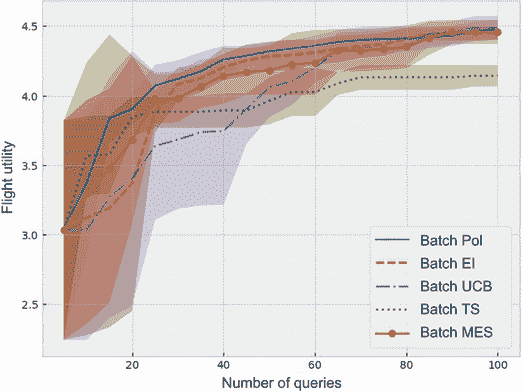 4.5
4.0
3.5
3.0
2.5
Flight utility
20
40
60
80
100
Number of queries
Batch PoI
Batch EI
Batch UCB
Batch TS
Batch MES